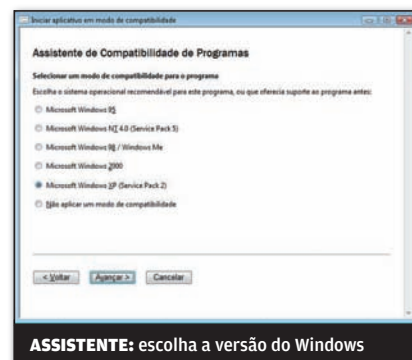 Iniciar aplicativo em modo de compatibilidade
Assistente de Compatibilidade de Programas
Selecionar um modo de compatibilidade para o programa
Escolha o sistema operacional recomendável para este programa, ou que oferecia suporte ao programa antes:
Microsoft Windows 95
Microsoft Windows NT 4.0 (Service Pack 5)
Microsoft Windows 98 / Windows Me
Microsoft Windows 2000
Microsoft Windows XP (Service Pack 2)
Não aplicar um modo de compatibilidade
< Voltar Avançar > Cancelar
ASSISTENTE: escolha a versão do Windows